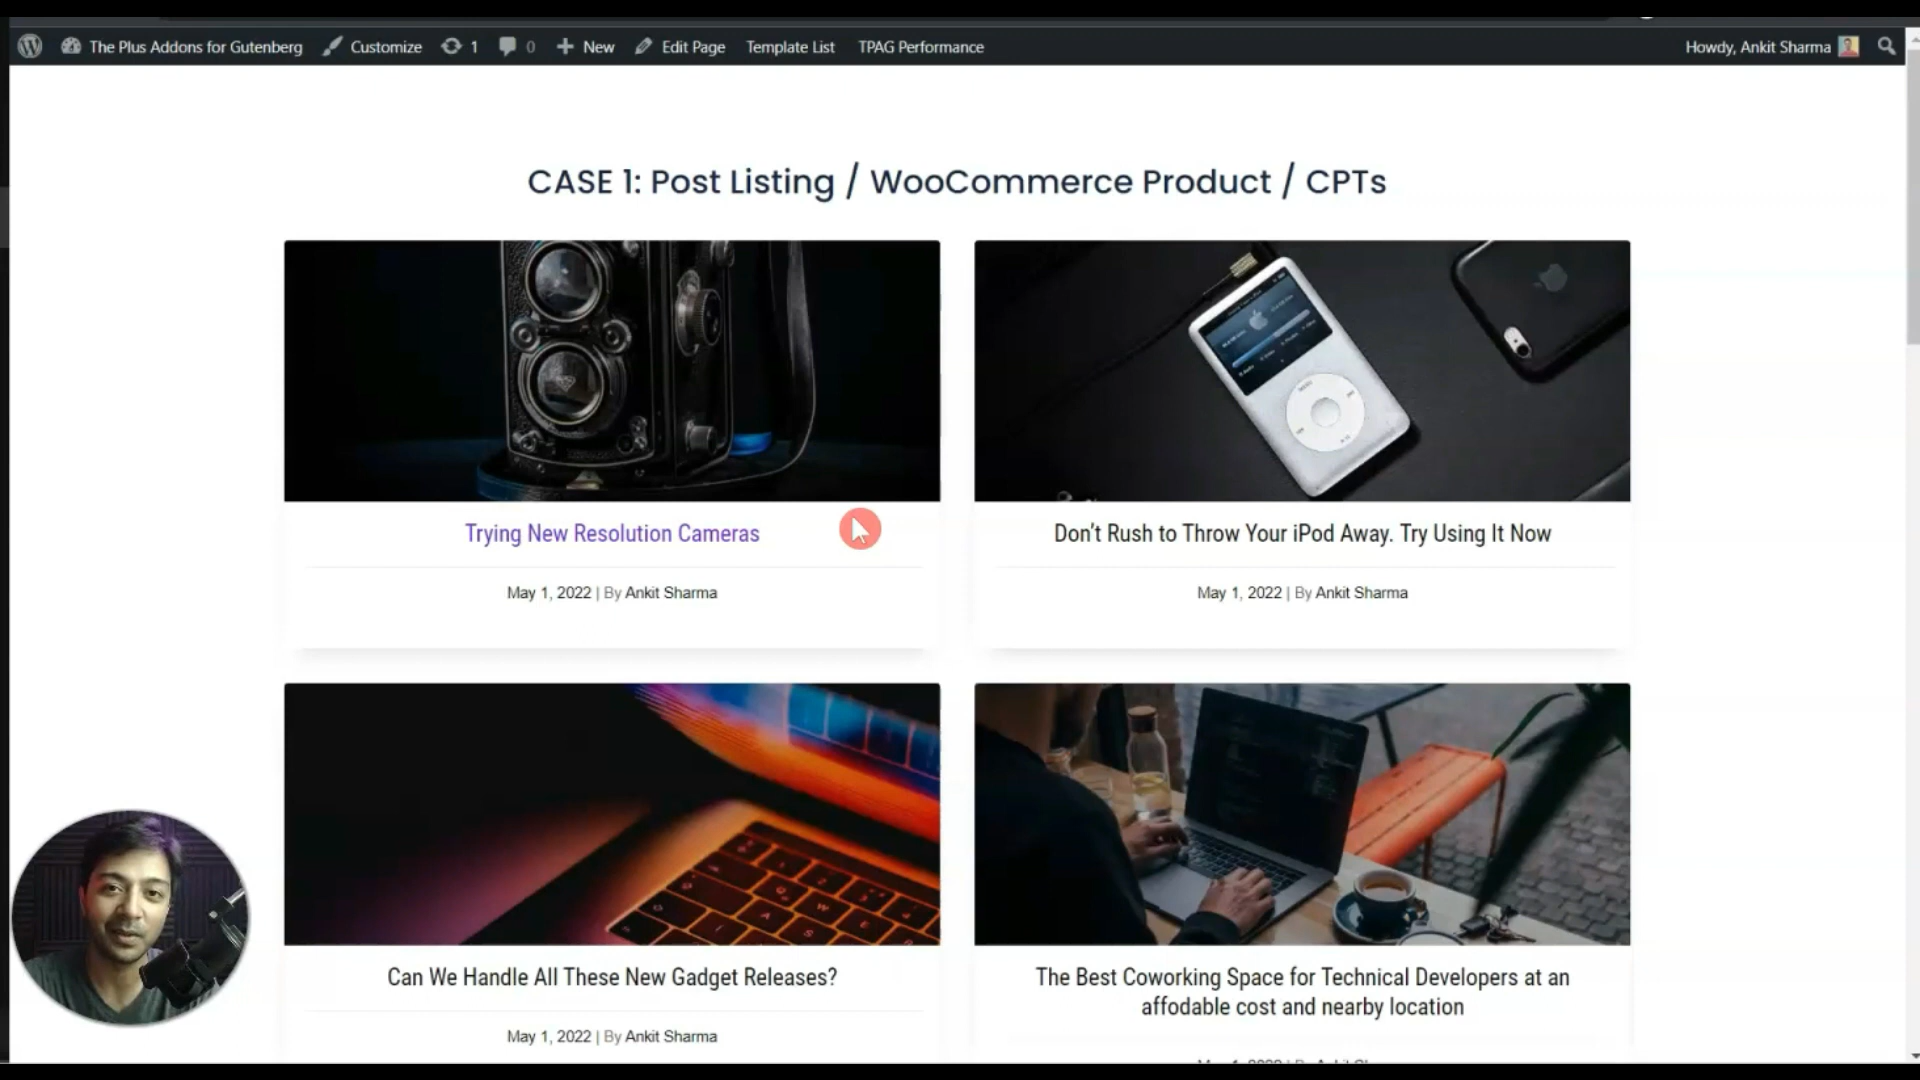 The Plus Addons for Gutenberg Customize 1 0 New Edit Page Template List TPAG Performance Howdy, Ankit Sharma
CASE 1: Post Listing / WooCommerce Product / CPTs
Trying New Resolution Cameras
May 1, 2022 | By Ankit Sharma
Don't Rush to Throw Your iPod Away. Try Using It Now
May 1, 2022 | By Ankit Sharma
Can We Handle All These New Gadget Releases?
May 1, 2022 | By Ankit Sharma
The Best Coworking Space for Technical Developers at an
affodable cost and nearby location